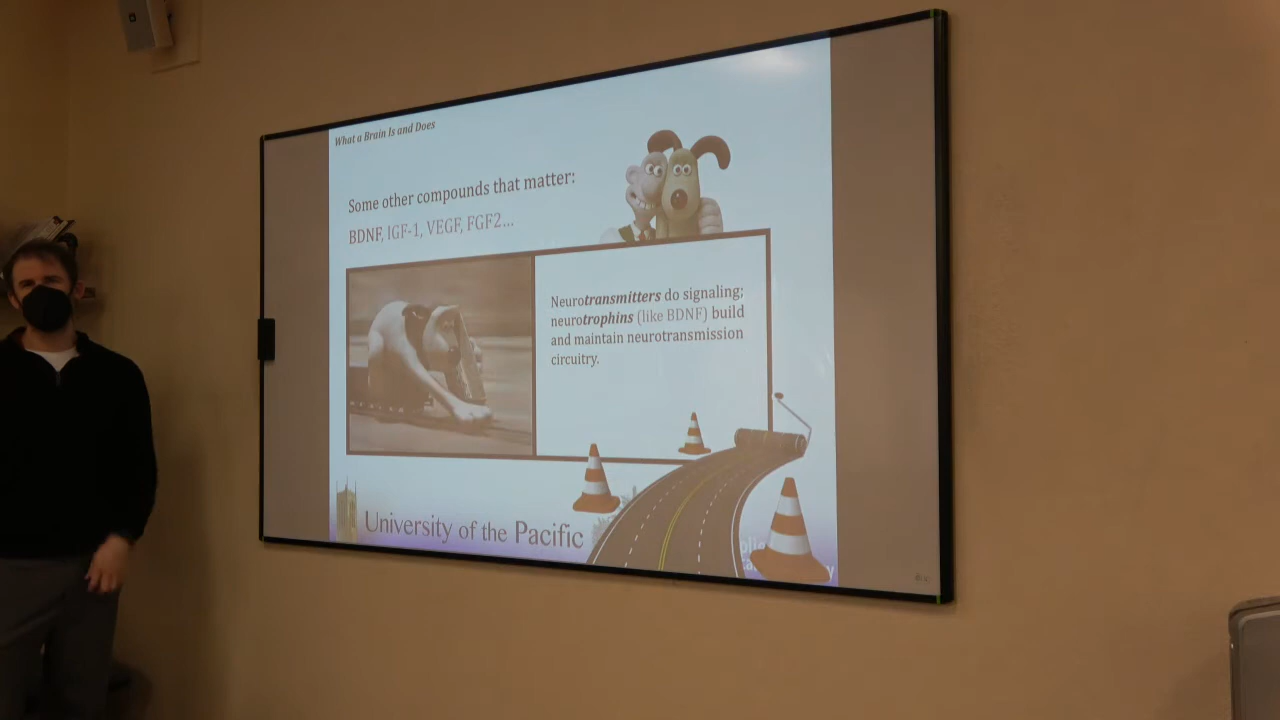 What a Brain Is and Does
Some other compounds that matter:
BDNF, IGF-1, VEGF, FGF2...
Neurotransmitters do signaling;
neurotrophins (like BDNF) build
and maintain neurotransmission
circuitry.
University of the Pacific